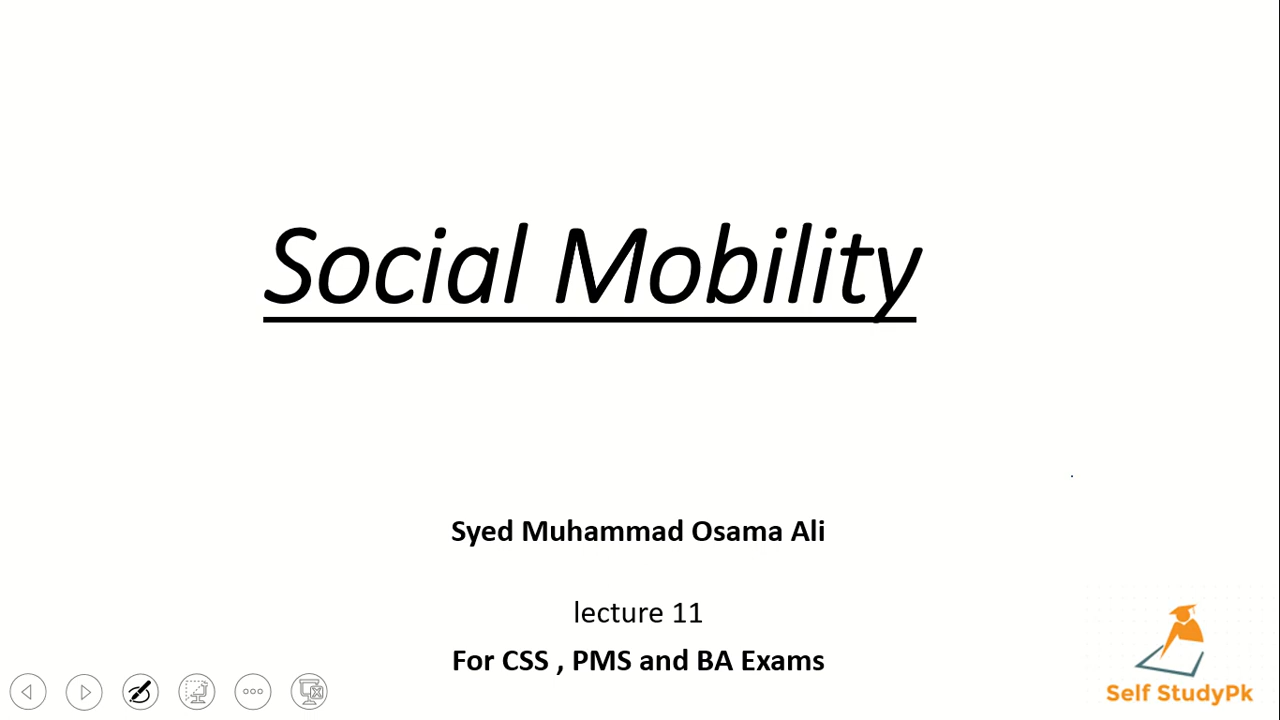 Social Mobility
Syed Muhammad Osama Ali
lecture 11
For CSS , PMS and BA Exams
Self StudyPk